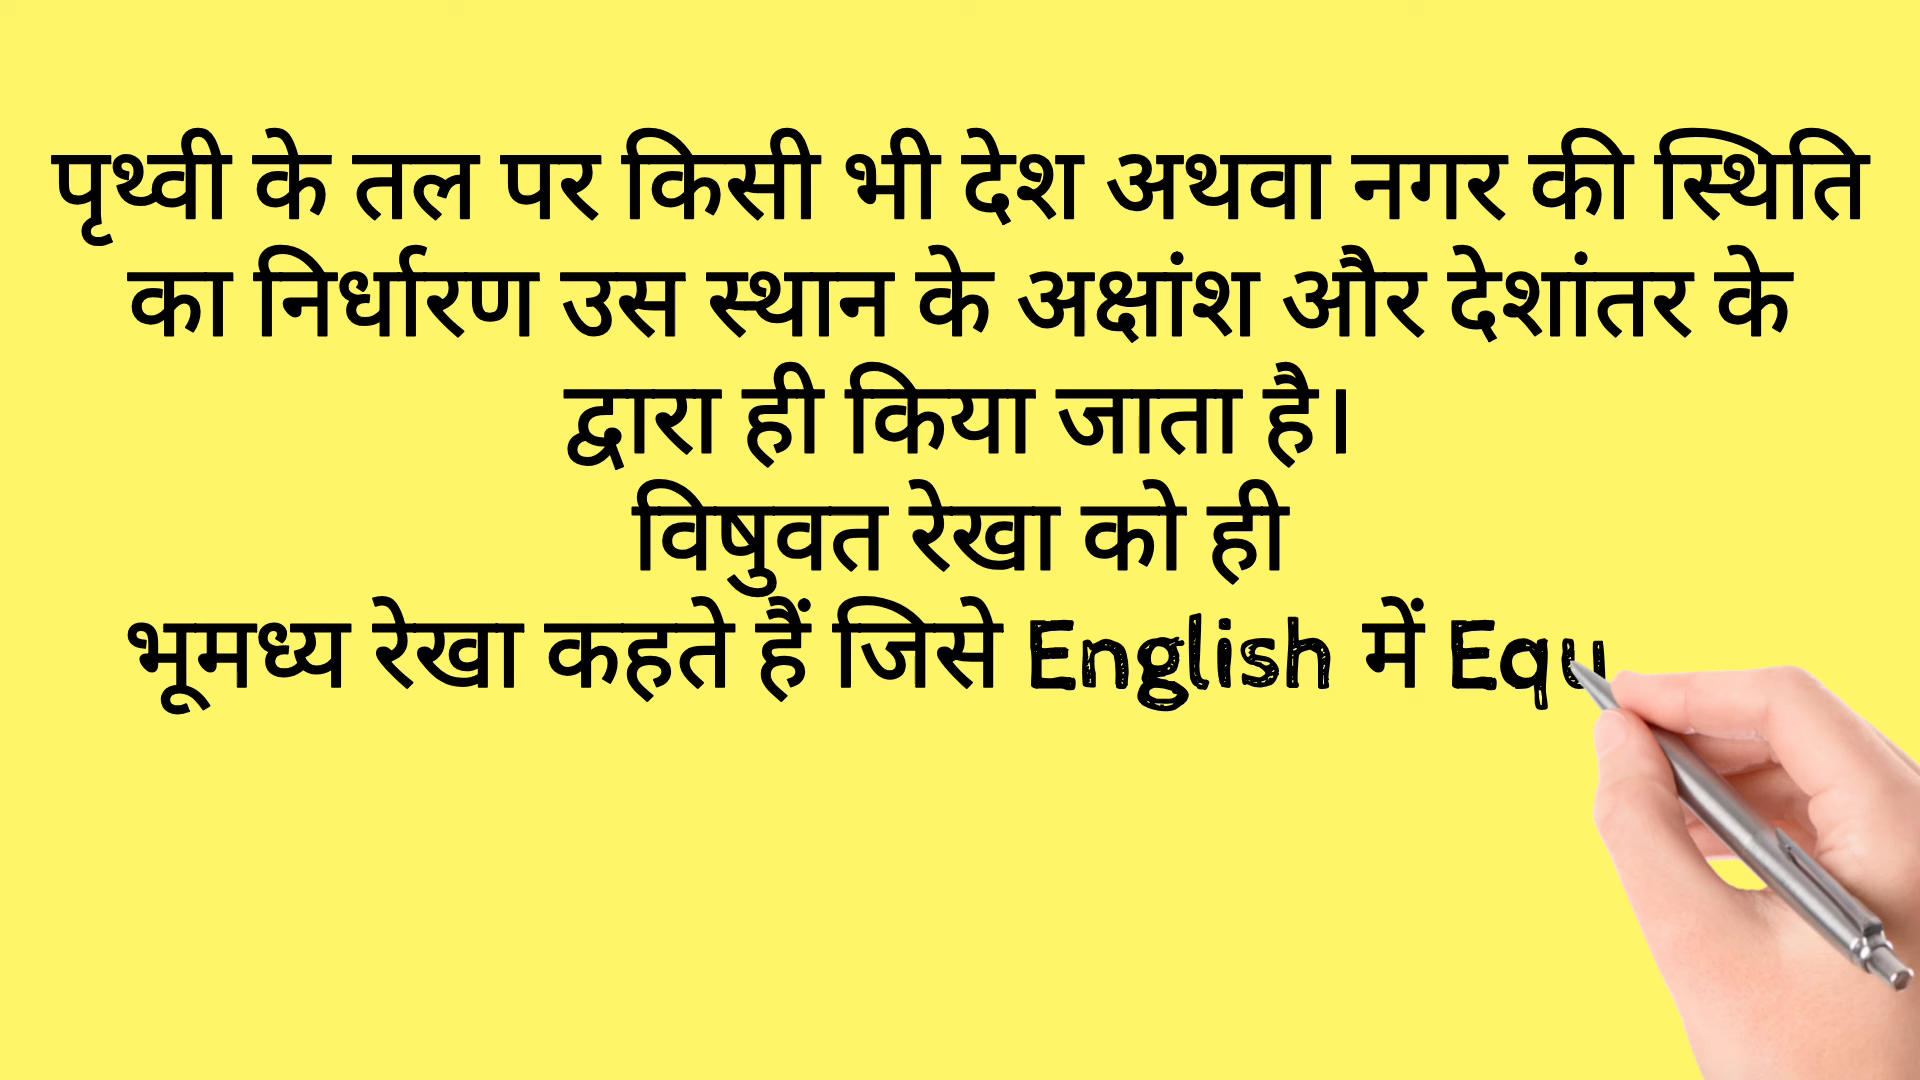 पृथ्वी के तल पर किसी भी देश अथवा नगर की स्थिति
का निर्धारण उस स्थान के अक्षांश और देशांतर के
द्वारा ही किया जाता है।
विषुवत रेखा को ही
भूमध्य रेखा कहते हैं जिसे English में Equ